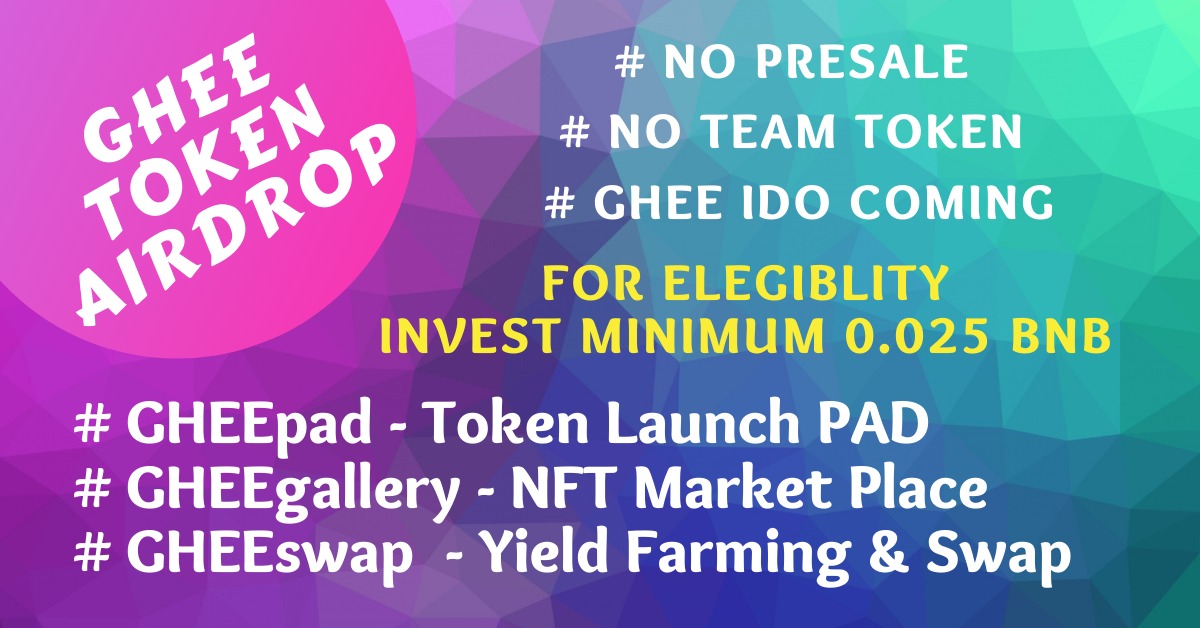 GHEE
TOKEN
AIRDROP
# NO PRESALE
# NO TEAM TOKEN
# GHEE IDO COMING
FOR ELEGIBLITY
INVEST MINIMUM 0.025 BNB
# GHEEpad - Token Launch PAD
# GHEEgallery - NFT Market Place
# GHEEswap - Yield Farming & Swap